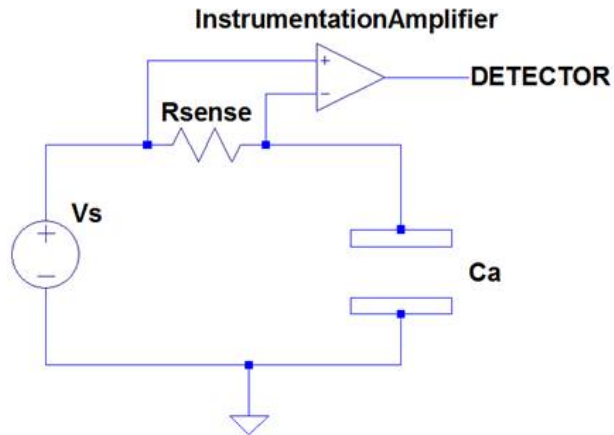 InstrumentationAmplifier
+
−
DETECTOR
Rsense
Vs
+
−
Ca